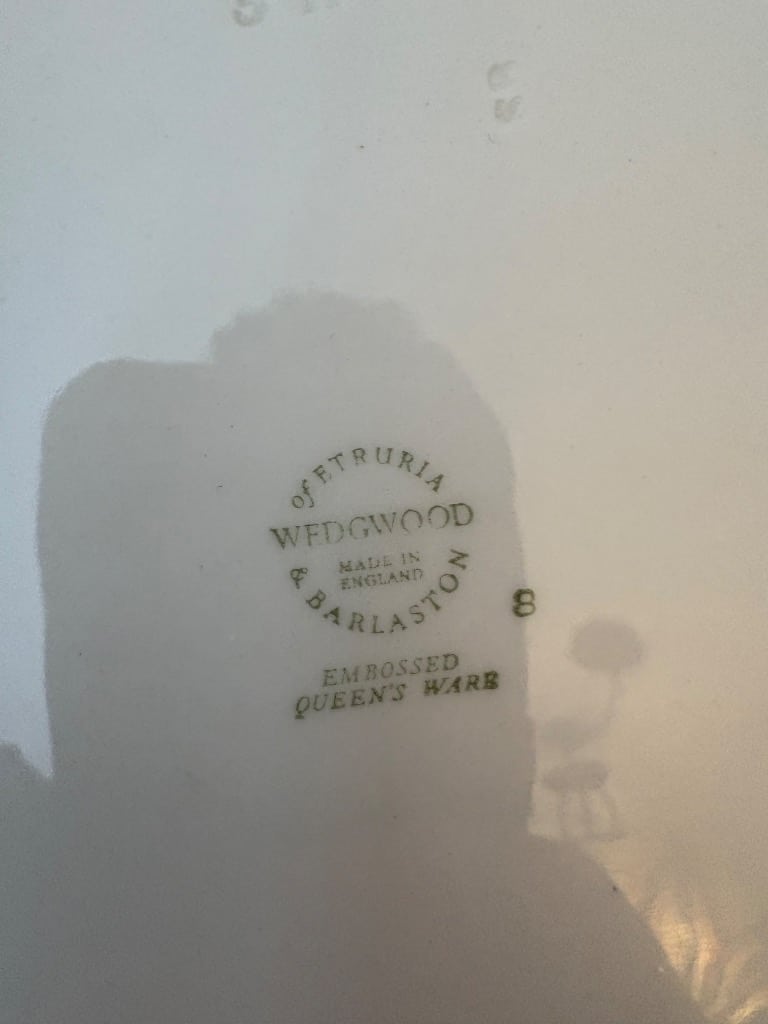 of ETRURIA
WEDGWOOD
MADE IN
ENGLAND
& BARLASTON
8
EMBOSSED
QUEEN'S WARE